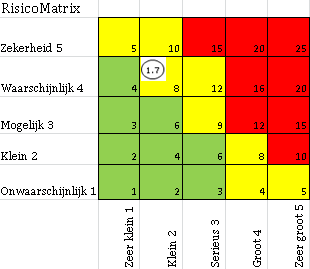 RisicoMatrix
Zekerheid 5 5 10 15 20 25
1.7
Waarschijnlijk 4 4 8 12 16 20
Mogelijk 3 3 6 9 12 15
Klein 2 2 4 6 8 10
Onwaarschijnlijk 1 1 2 3 4 5
Zeer klein 1
Klein 2
Serieus 3
Groot 4
Zeer groot 5